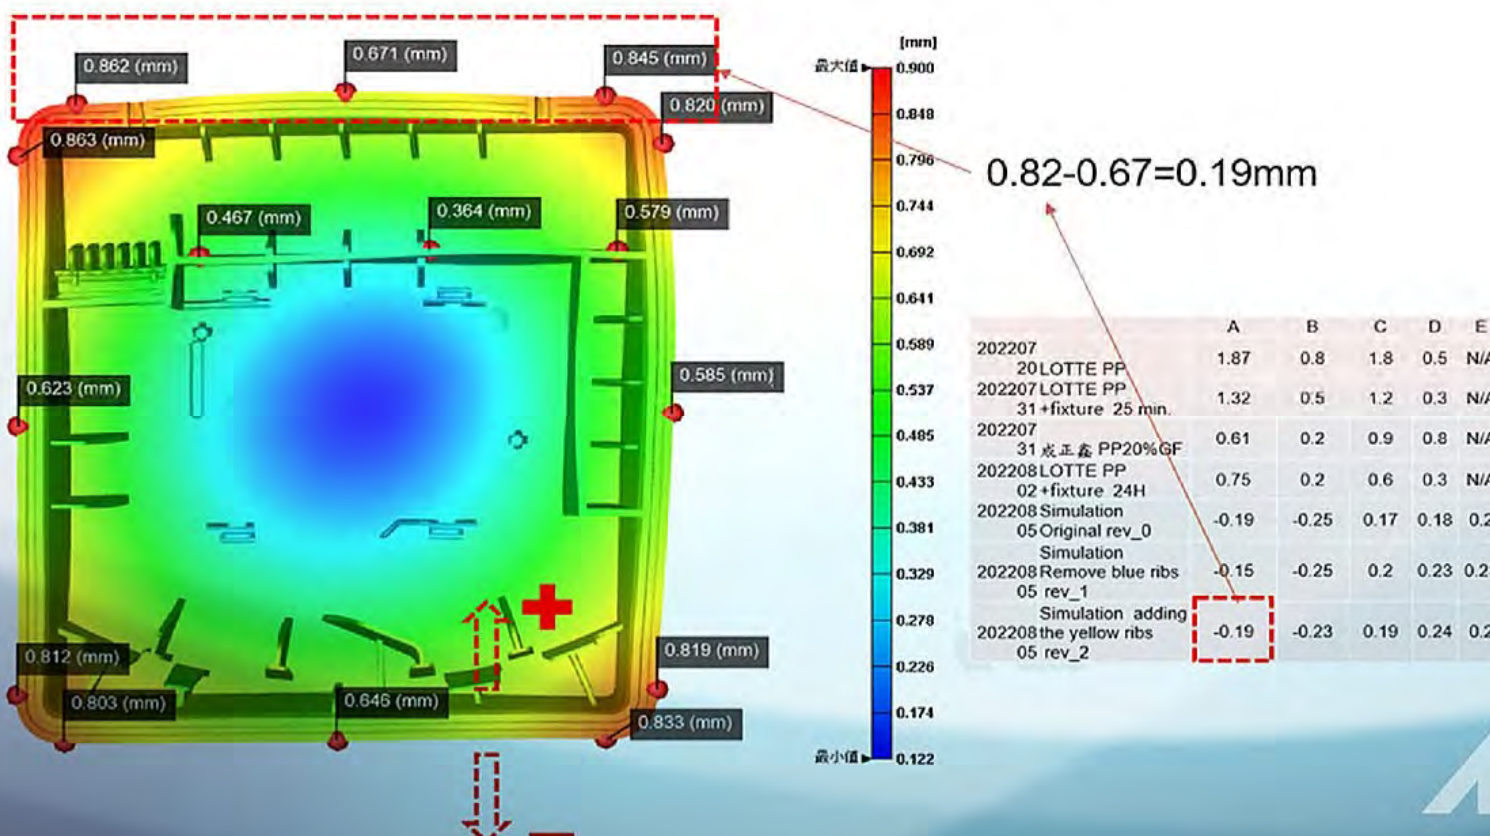 0.862 (mm)
0.671 (mm)
0.845 (mm)
0.820 (mm)
0.863 (mm)
0.467 (mm)
0.364 (mm)
0.579 (mm)
0.623 (mm)
0.585 (mm)
0.812 (mm)
0.819 (mm)
0.803 (mm)
0.646 (mm)
0.833 (mm)
[mm]
最大值 0.900
0.848
0.796
0.744
0.692
0.641
0.589
0.537
0.485
0.433
0.381
0.329
0.278
0.226
0.174
最小值 0.122
0.82-0.67=0.19mm
A B C D E
202207
20 LOTTE PP 1.87 0.8 1.8 0.5 N/A
202207 LOTTE PP
31 +fixture 25 min. 1.32 0.5 1.2 0.3 N/A
202207
31 成正鑫 PP20%GF 0.61 0.2 0.9 0.8 N/A
202208 LOTTE PP
02 +fixture 24H 0.75 0.2 0.6 0.3 N/A
202208 Simulation
05 Original rev_0 -0.19 -0.25 0.17 0.18 0.2
Simulation
202208 Remove blue ribs -0.15 -0.25 0.2 0.23 0.2
05 rev_1
Simulation adding
202208 the yellow ribs -0.19 -0.23 0.19 0.24 0.2
05 rev_2